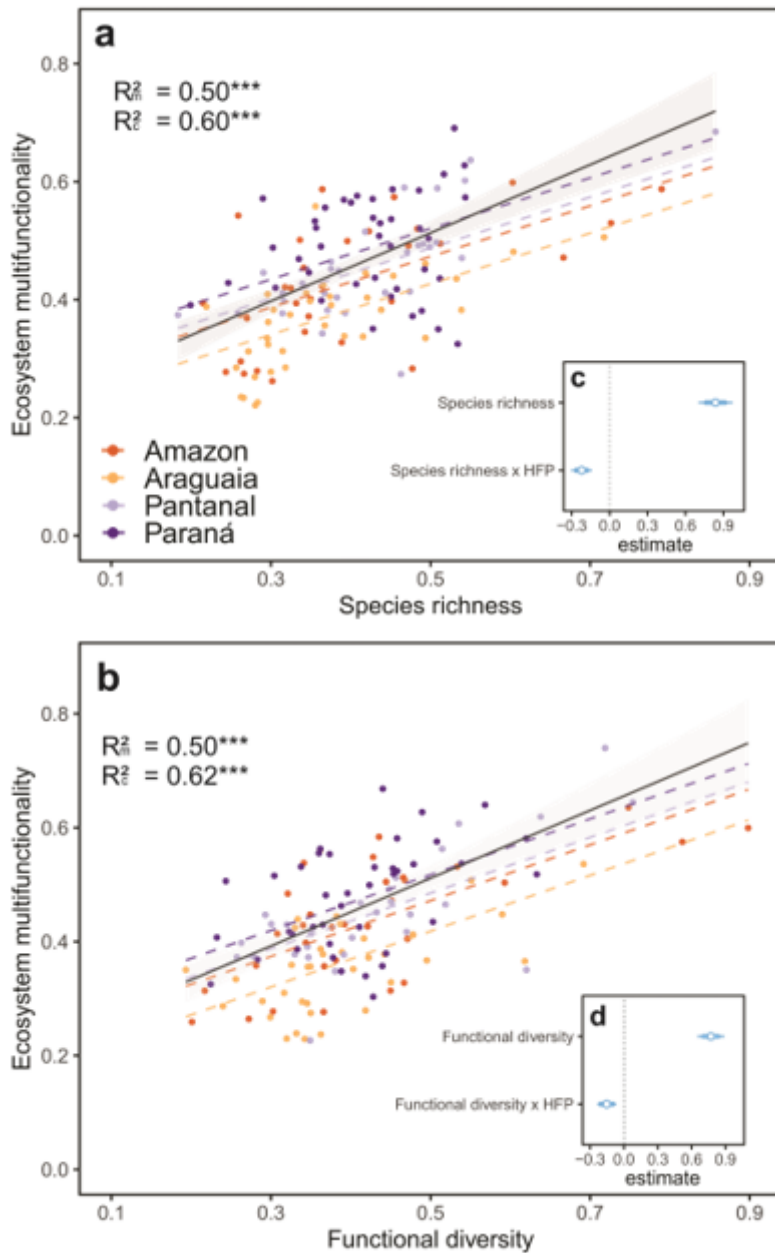 a
R²m = 0.50***
R²c = 0.60***
Ecosystem multifunctionality
0.8
0.6
0.4
0.2
0.0
Amazon
Araguaia
Pantanal
Paraná
c
Species richness
Species richness x HFP
−0.3 0.0 0.3 0.6 0.9
estimate
0.1 0.3 0.5 0.7 0.9
Species richness
b
R²m = 0.50***
R²c = 0.62***
Ecosystem multifunctionality
0.8
0.6
0.4
0.2
0.0
d
Functional diversity
Functional diversity x HFP
−0.3 0.0 0.3 0.6 0.9
estimate
0.1 0.3 0.5 0.7 0.9
Functional diversity